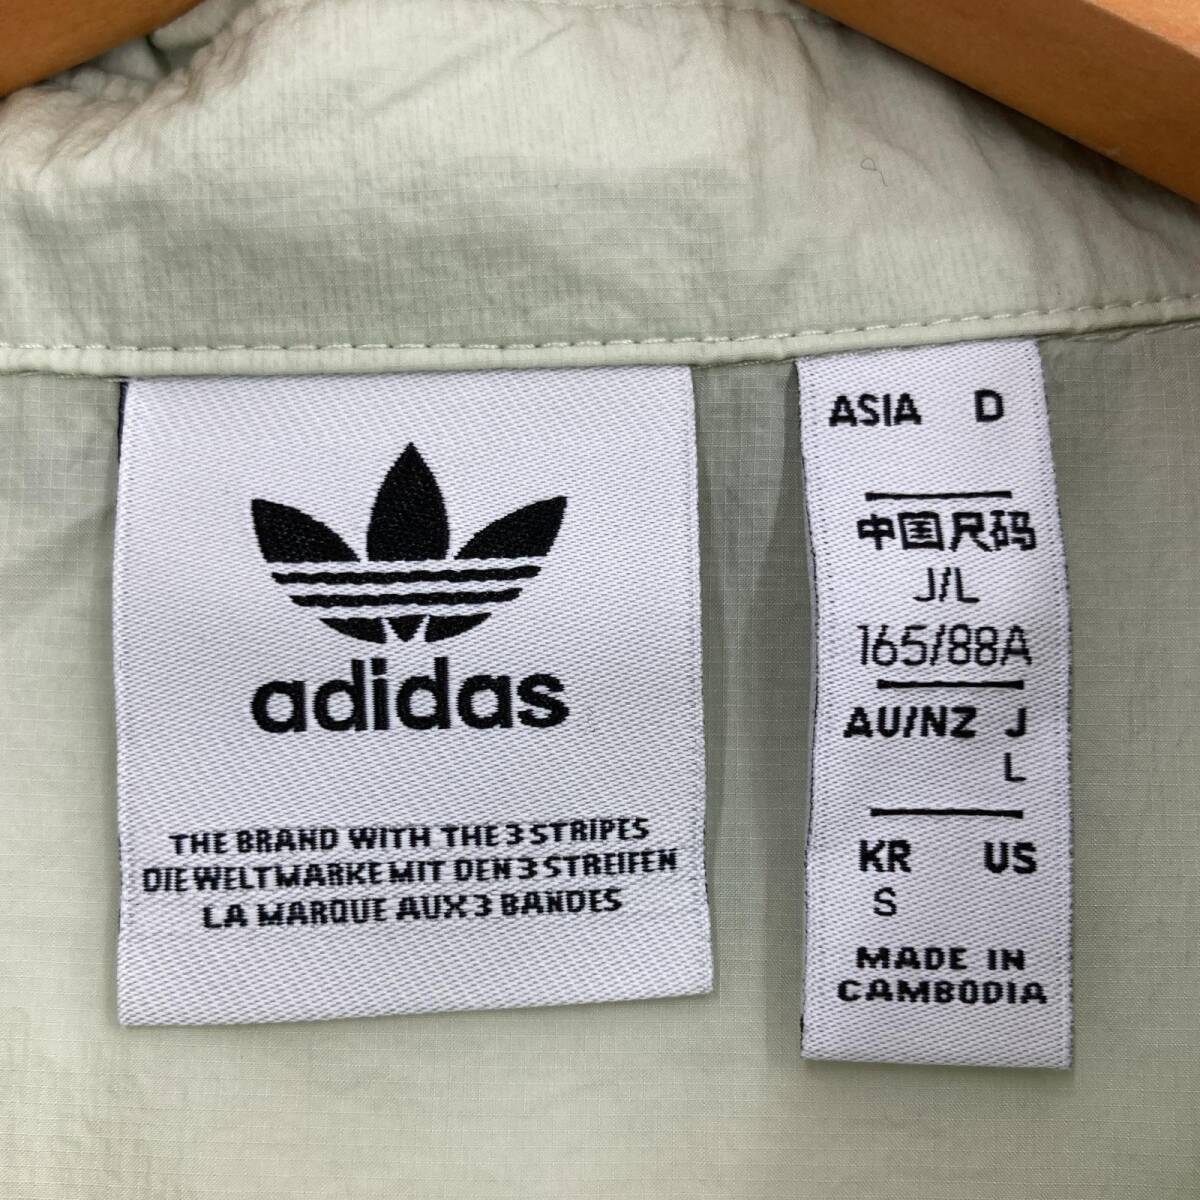 adidas
THE BRAND WITH THE 3 STRIPES
DIE WELTMARKE MIT DEN 3 STREIFEN
LA MARQUE AUX 3 BANDES
ASIA D
中国尺码
J/L
165/88A
AU/NZ J
L
KR US
S
MADE IN
CAMBODIA